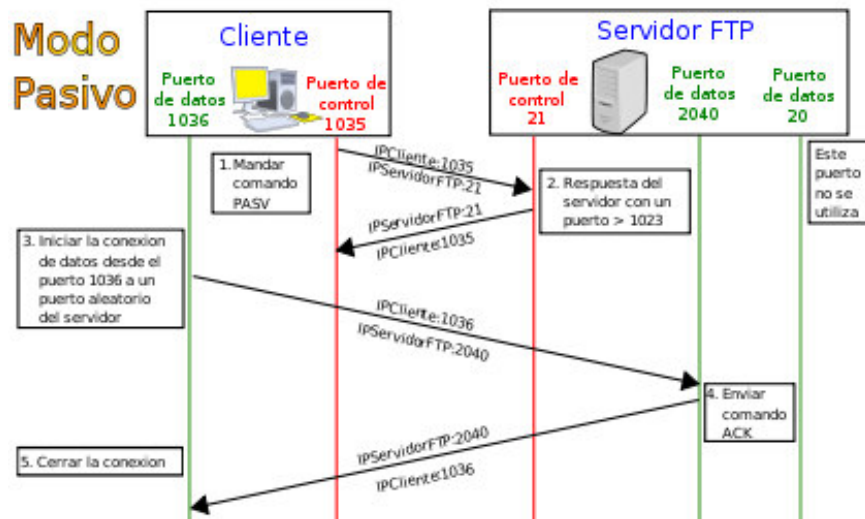 Modo
Pasivo
Cliente
Servidor FTP
Puerto
de datos
1036
Puerto de
control
1035
Puerto de
control
21
Puerto
de datos
2040
Puerto
de datos
20
1.Mandar
comando
PASV
IPCliente:1035
IPServidorFTP:21
2. Respuesta del
servidor con un
puerto > 1023
Este
puerto
no se
utiliza
IPServidorFTP:21
IPCliente:1035
3. Iniciar la conexion
de datos desde el
puerto 1036 a un
puerto aleatorio
del servidor
IPCliente:1036
IPServidorFTP:2040
4. Enviar
comando
ACK
IPServidorFTP:2040
IPCliente:1036
5. Cerrar la conexion